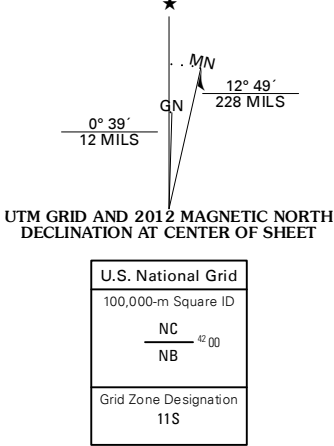 ★
MN
GN
12° 49´
228 MILS
0° 39´
12 MILS
UTM GRID AND 2012 MAGNETIC NORTH
DECLINATION AT CENTER OF SHEET
U.S. National Grid
100,000-m Square ID
NC
42 00
NB
Grid Zone Designation
11S